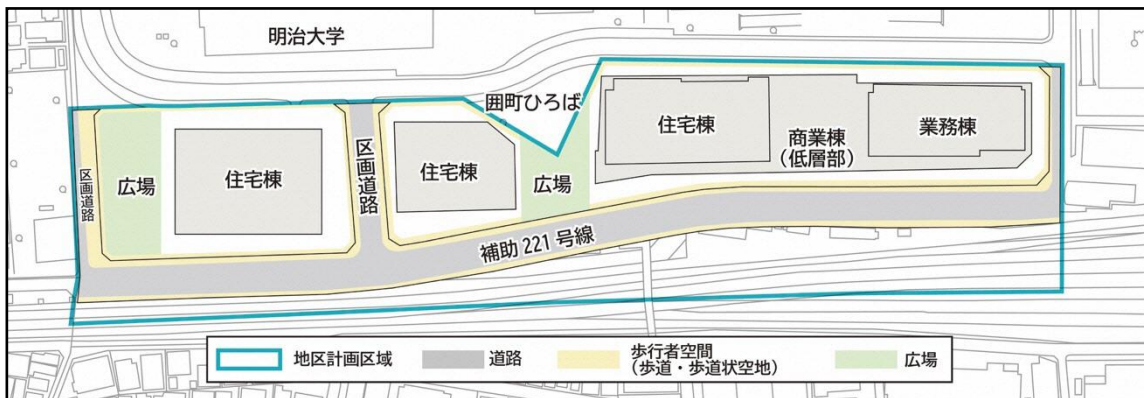 明治大学
囲町ひろば
区画道路
広場
住宅棟
区画道路
住宅棟
広場
住宅棟
商業棟
(低層部)
業務棟
補助221号線
地区計画区域
道路
歩行者空間
(歩道・歩道状空地)
広場